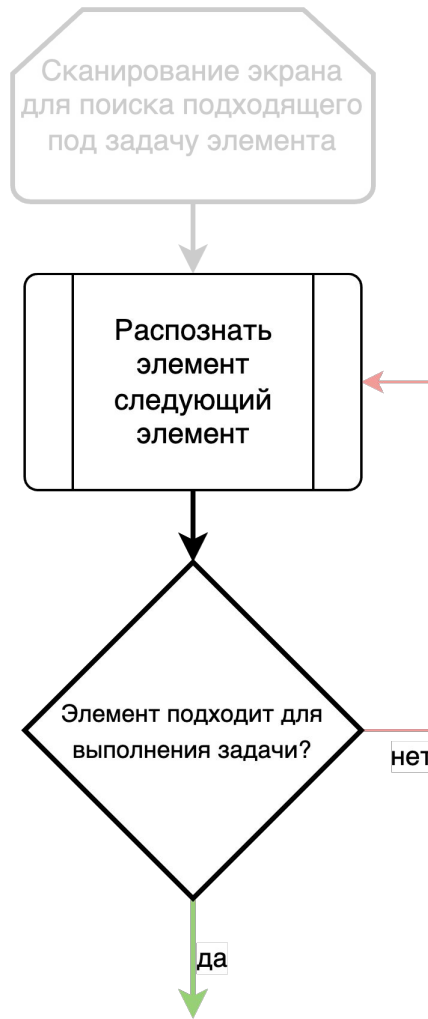 Сканирование экрана
для поиска подходящего
под задачу элемента
Распознать
элемент
следующий
элемент
Элемент подходит для
выполнения задачи?
нет
да